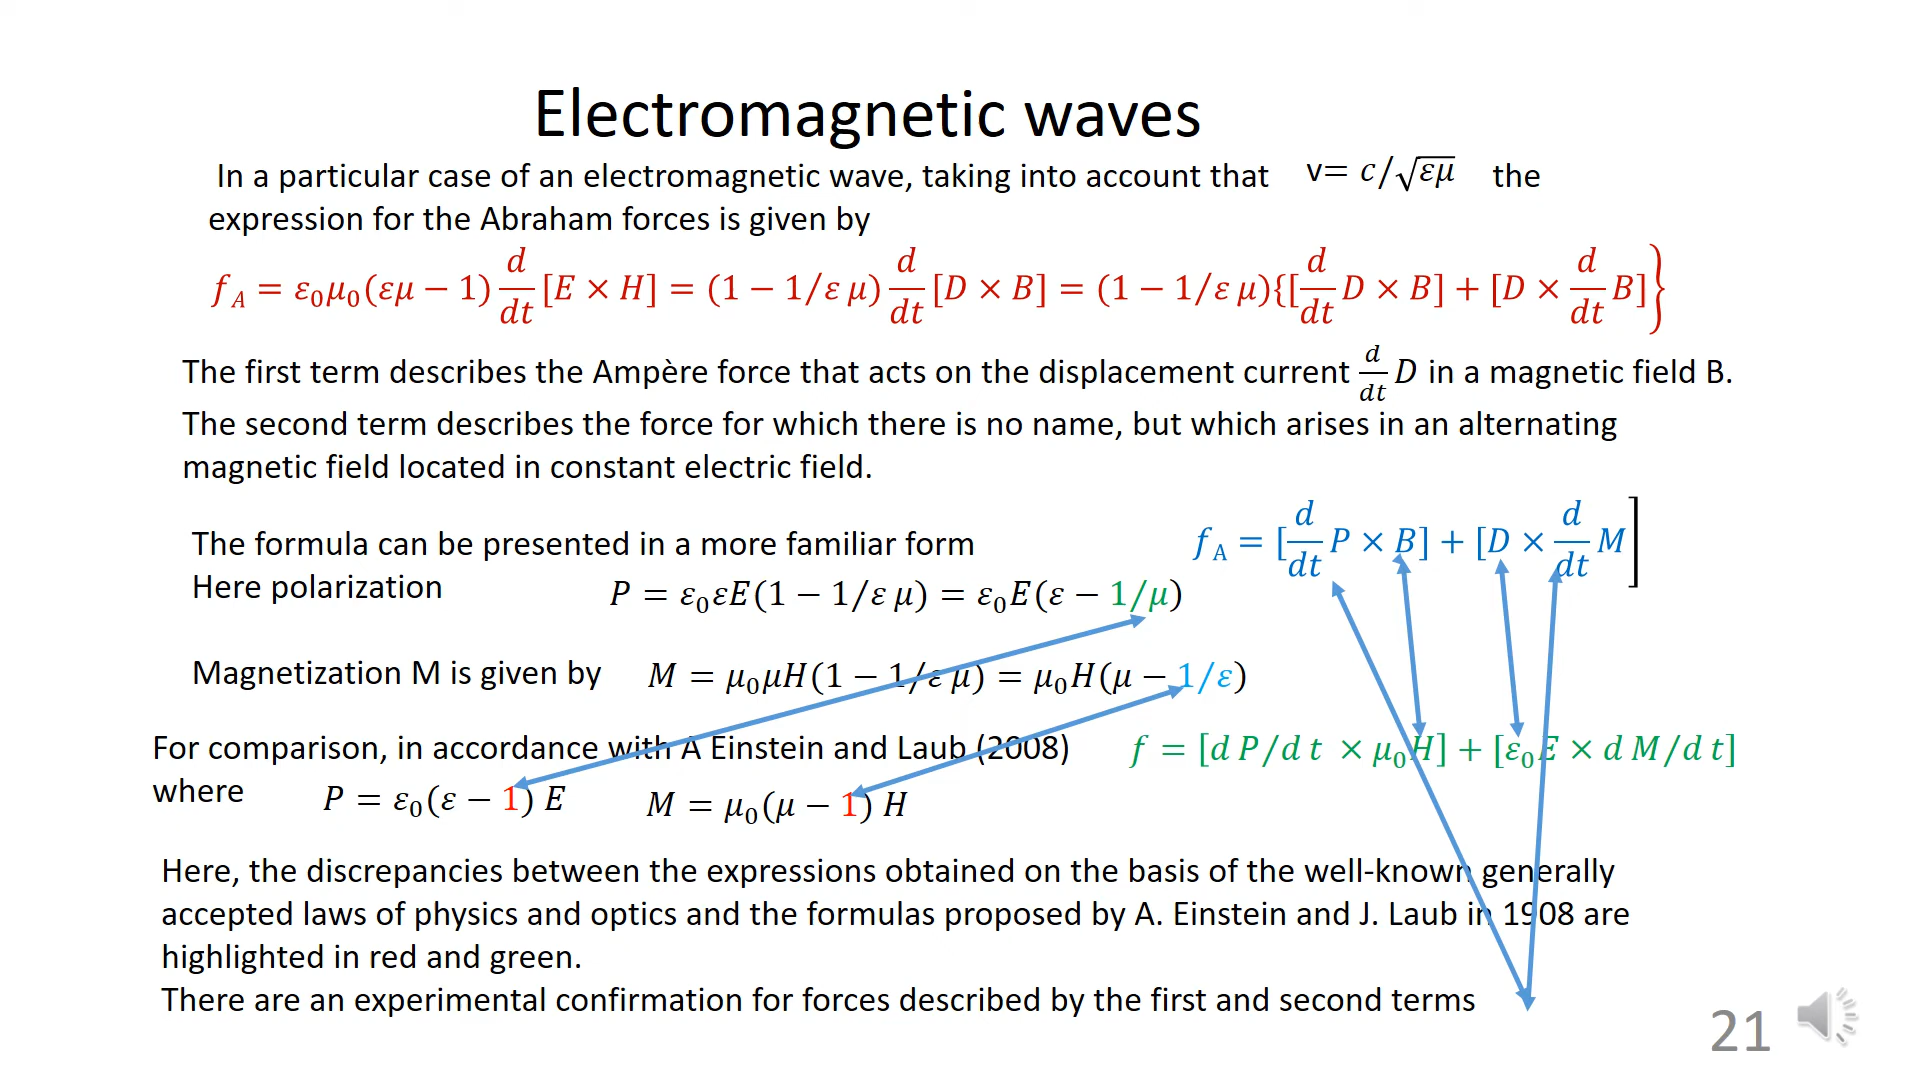 Electromagnetic waves
In a particular case of an electromagnetic wave, taking into account that v= c/√εμ the
expression for the Abraham forces is given by
f_A = ε₀μ₀(εμ − 1) d/dt [E × H] = (1 − 1/ε μ) d/dt [D × B] = (1 − 1/ε μ){[d/dt D × B] + [D × d/dt B]}
The first term describes the Ampère force that acts on the displacement current d/dt D in a magnetic field B.
The second term describes the force for which there is no name, but which arises in an alternating
magnetic field located in constant electric field.
The formula can be presented in a more familiar form f_A = [d/dt P × B] + [D × d/dt M]
Here polarization P = ε₀εE(1 − 1/ε μ) = ε₀E(ε − 1/μ)
Magnetization M is given by M = μ₀μH(1 − 1/ε μ) = μ₀H(μ − 1/ε)
For comparison, in accordance with A Einstein and Laub (2008) f = [d P/d t × μ₀H] + [ε₀E × d M/d t]
where P = ε₀(ε − 1) E M = μ₀(μ − 1) H
Here, the discrepancies between the expressions obtained on the basis of the well-known generally
accepted laws of physics and optics and the formulas proposed by A. Einstein and J. Laub in 1908 are
highlighted in red and green.
There are an experimental confirmation for forces described by the first and second terms
21